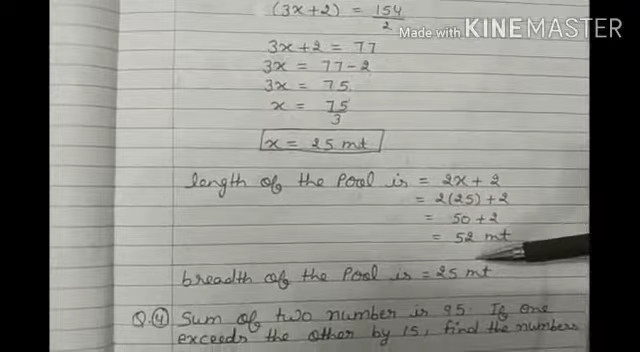 (3x+2) = 154/2
Made with KINEMASTER
3x+2 = 77
3x = 77-2
3x = 75
x = 75/3
x = 25 mt
length of the Pool is = 2x + 2
= 2(25) + 2
= 50 + 2
= 52 mt
breadth of the Pool is = 25 mt
Q.4 Sum of two number is 95. If one
exceeds the other by 15, find the numbers